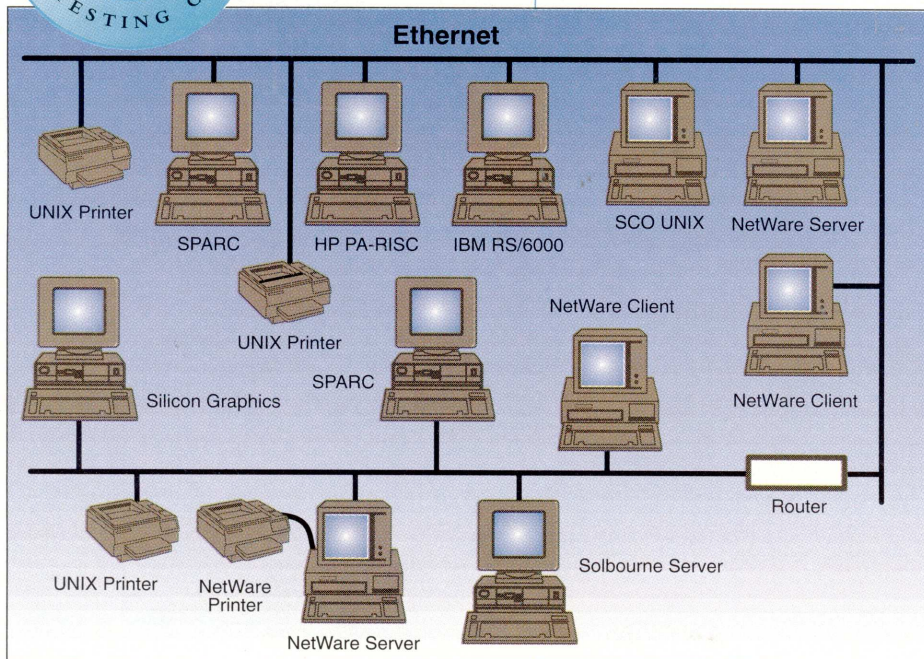 TESTING C
Ethernet
UNIX Printer
SPARC
HP PA-RISC
IBM RS/6000
SCO UNIX
NetWare Server
UNIX Printer
NetWare Client
NetWare Client
Silicon Graphics
SPARC
Router
UNIX Printer
NetWare
Printer
NetWare Server
Solbourne Server